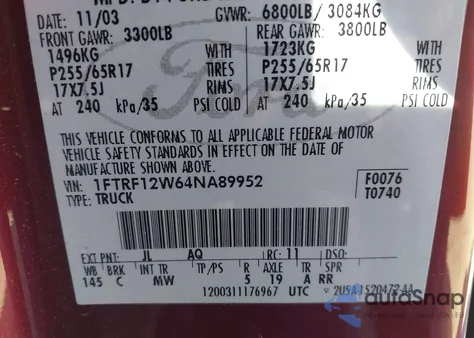 DATE: 11/03 GVWR: 6800LB / 3084KG
FRONT GAWR: 3300LB REAR GAWR: 3800LB
1496KG WITH 1723KG WITH
P255/65R17 TIRES P255/65R17 TIRES
17X7.5J RIMS 17X7.5J RIMS
AT 240 kPa/35 PSI COLD AT 240 kPa/35 PSI COLD
Ford
THIS VEHICLE CONFORMS TO ALL APPLICABLE FEDERAL MOTOR
VEHICLE SAFETY STANDARDS IN EFFECT ON THE DATE OF
MANUFACTURE SHOWN ABOVE.
VIN: 1FTRF12W64NA89952 F0076
TYPE: TRUCK T0740
EXT PNT: JL AQ RC: 11 DSO:
WB BRK INT TR TP/PS R AXLE TR SPR
145 C MW 5 19 A RR
1200311176967 UTC
autoSnap